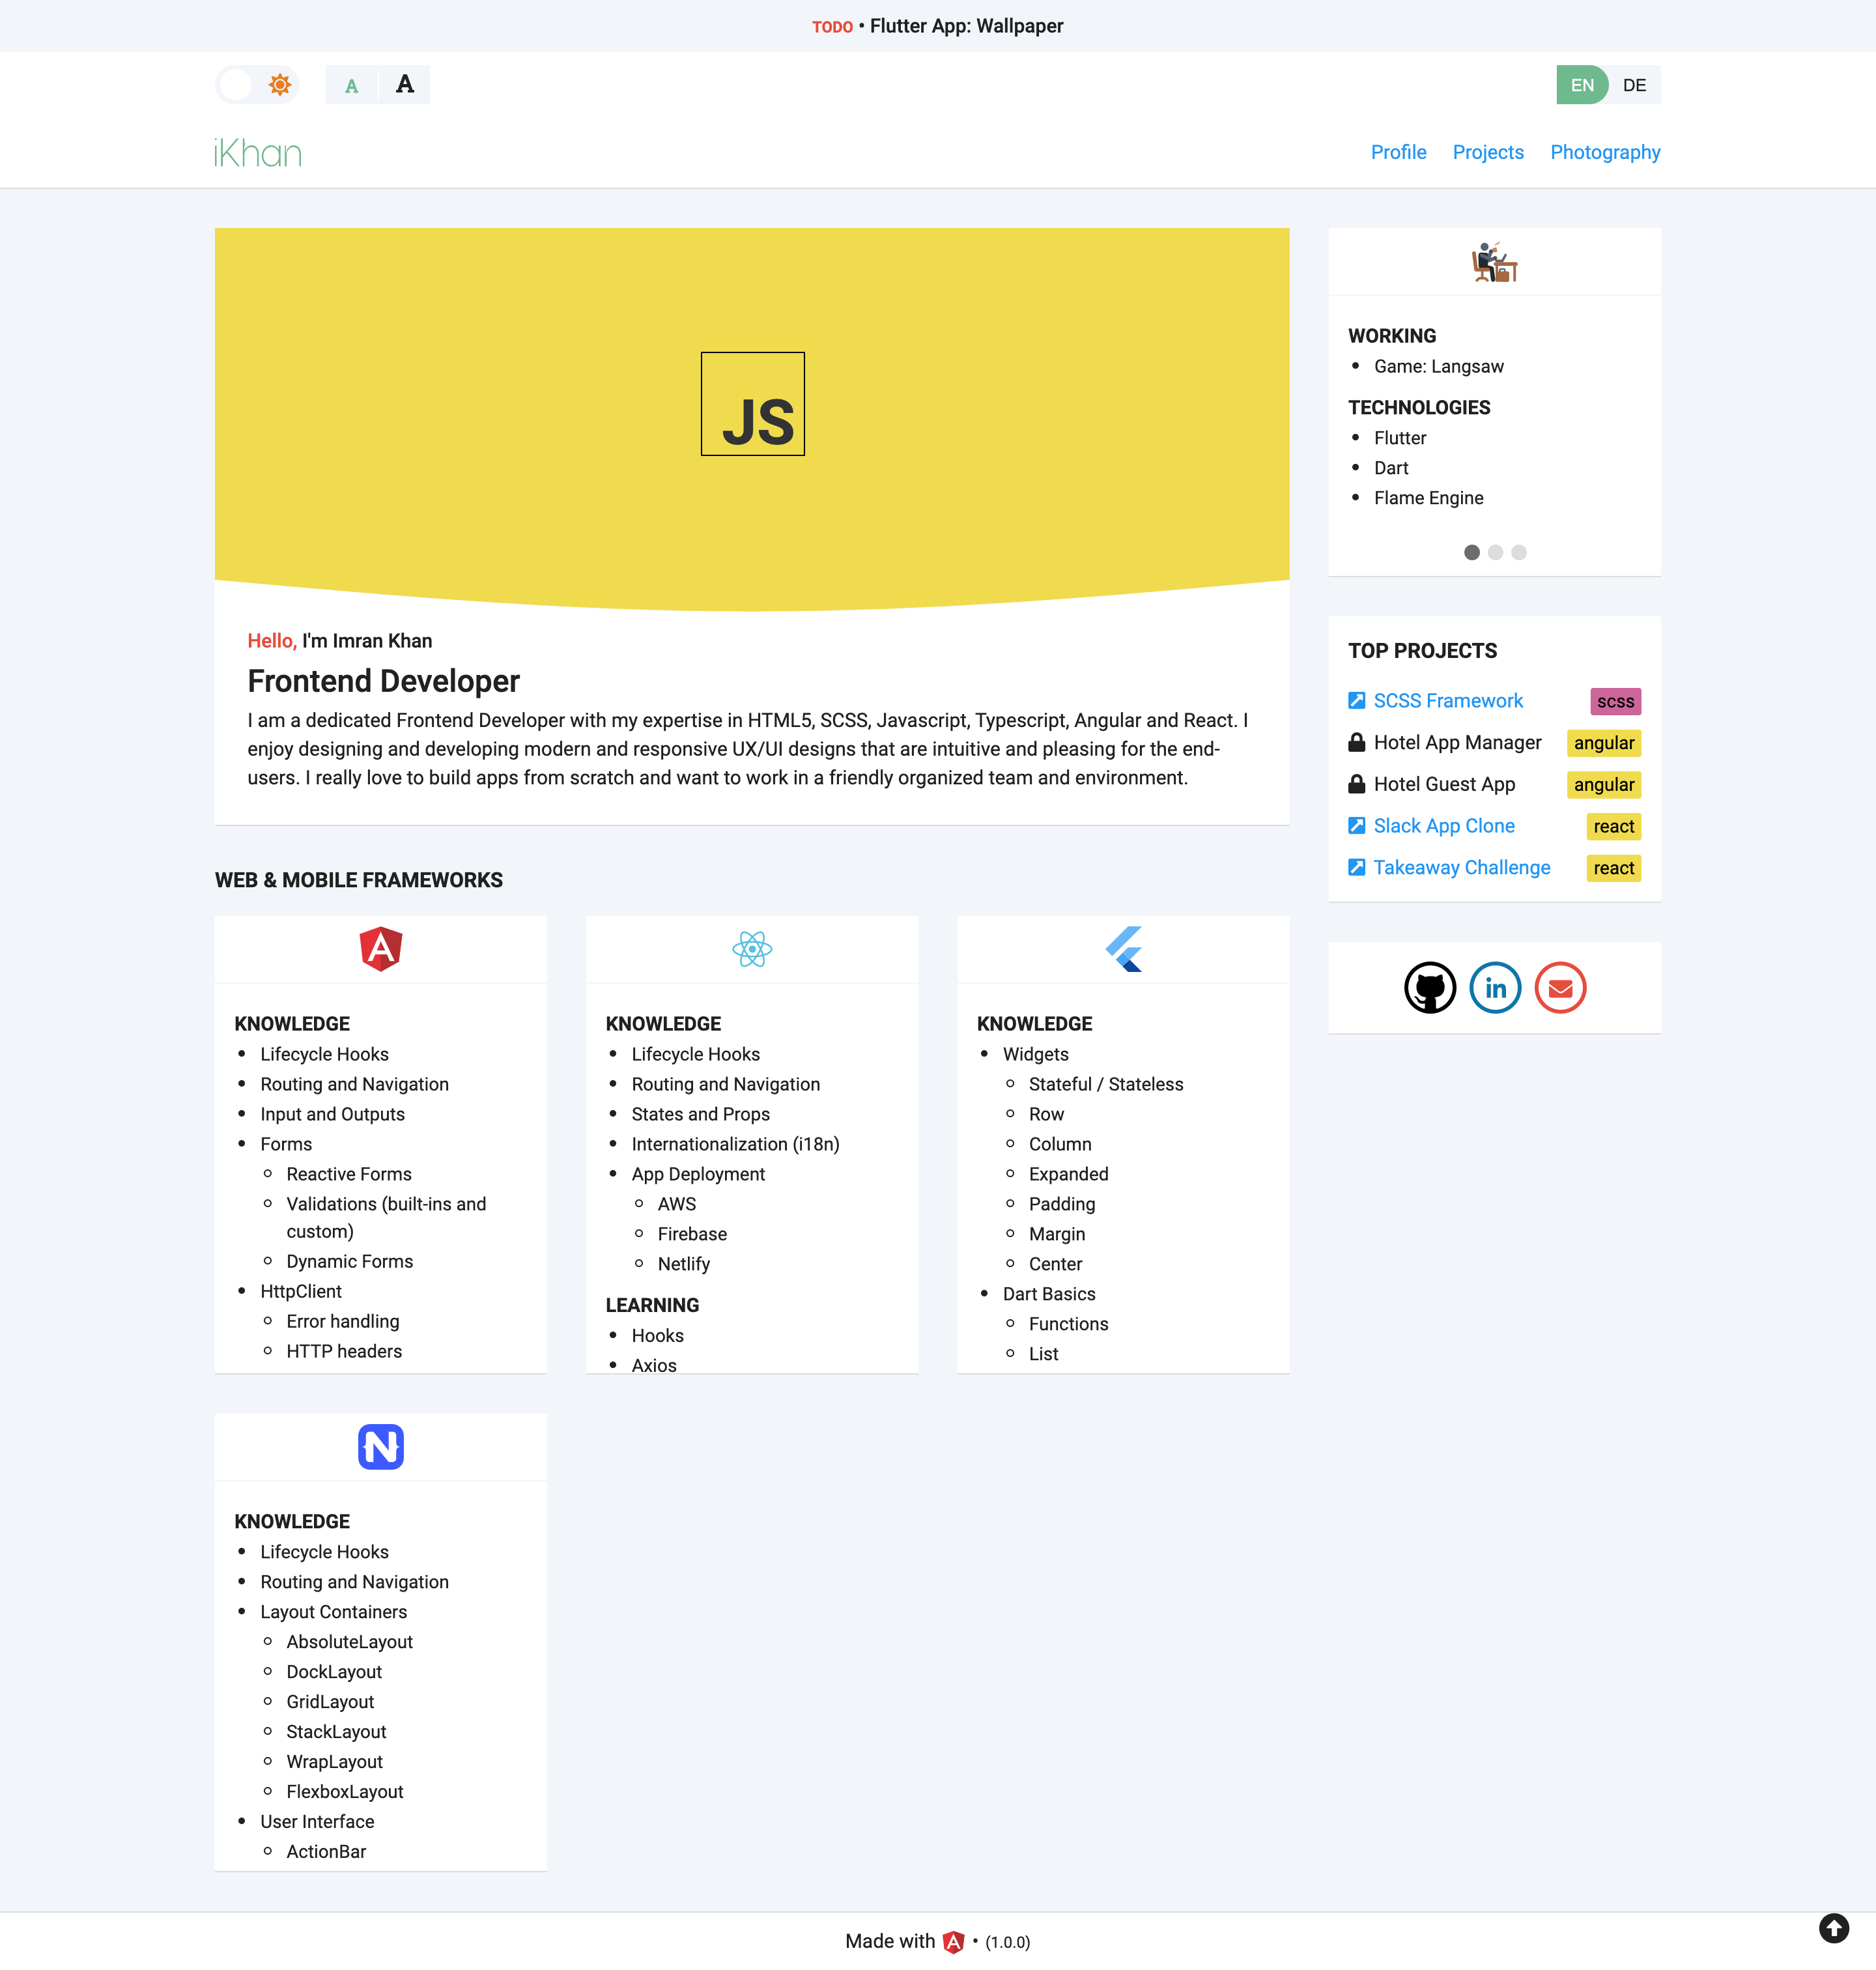 TODO • Flutter App: Wallpaper
A A
EN DE
iKhan
Profile Projects Photography
JS
Hello, I'm Imran Khan
Frontend Developer
I am a dedicated Frontend Developer with my expertise in HTML5, SCSS, Javascript, Typescript, Angular and React. I
enjoy designing and developing modern and responsive UX/UI designs that are intuitive and pleasing for the end-
users. I really love to build apps from scratch and want to work in a friendly organized team and environment.
WORKING
Game: Langsaw
TECHNOLOGIES
Flutter
Dart
Flame Engine
TOP PROJECTS
SCSS Framework scss
Hotel App Manager angular
Hotel Guest App angular
Slack App Clone react
Takeaway Challenge react
in
WEB & MOBILE FRAMEWORKS
A
KNOWLEDGE
Lifecycle Hooks
Routing and Navigation
Input and Outputs
Forms
Reactive Forms
Validations (built-ins and
custom)
Dynamic Forms
HttpClient
Error handling
HTTP headers
KNOWLEDGE
Lifecycle Hooks
Routing and Navigation
States and Props
Internationalization (i18n)
App Deployment
AWS
Firebase
Netlify
LEARNING
Hooks
Axios
KNOWLEDGE
Widgets
Stateful / Stateless
Row
Column
Expanded
Padding
Margin
Center
Dart Basics
Functions
List
N
KNOWLEDGE
Lifecycle Hooks
Routing and Navigation
Layout Containers
AbsoluteLayout
DockLayout
GridLayout
StackLayout
WrapLayout
FlexboxLayout
User Interface
ActionBar
Made with A • (1.0.0)